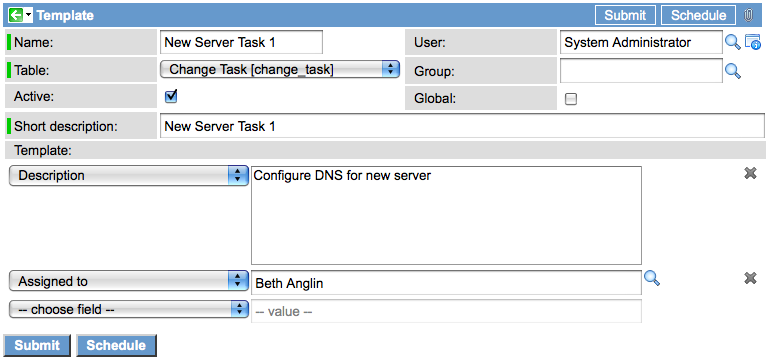 Template Submit Schedule
Name: New Server Task 1 User: System Administrator
Table: Change Task [change_task] Group:
Active: Global:
Short description: New Server Task 1
Template:
Description Configure DNS for new server
Assigned to Beth Anglin
-- choose field -- -- value --
Submit Schedule